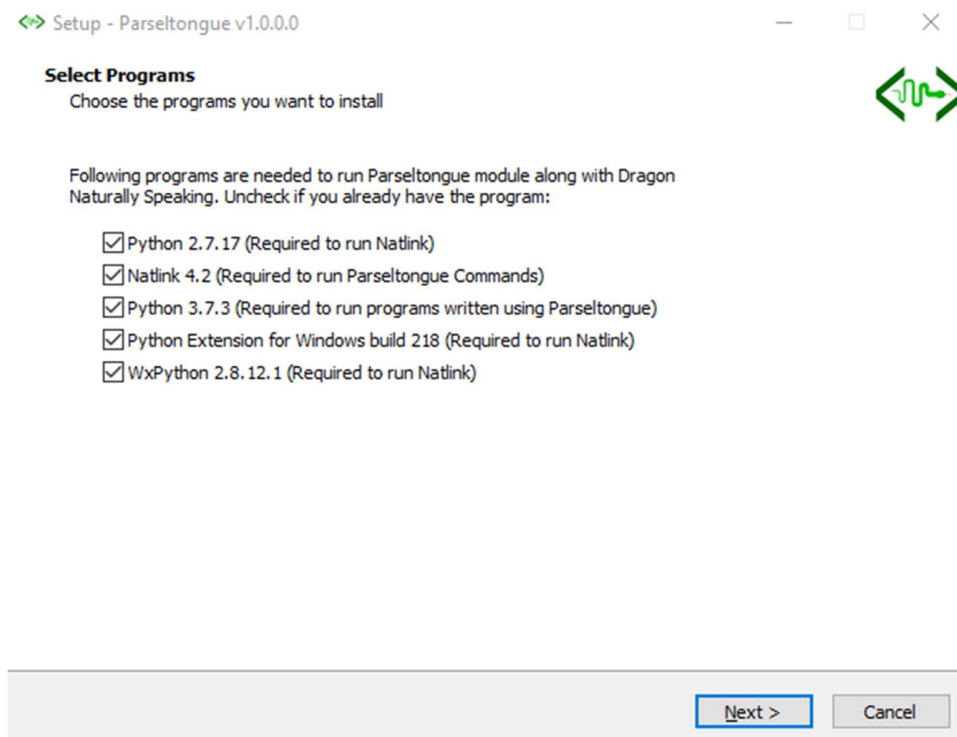 Setup - Parseltongue v1.0.0.0
Select Programs
Choose the programs you want to install
Following programs are needed to run Parseltongue module along with Dragon
Naturally Speaking. Uncheck if you already have the program:
Python 2.7.17 (Required to run Natlink)
Natlink 4.2 (Required to run Parseltongue Commands)
Python 3.7.3 (Required to run programs written using Parseltongue)
Python Extension for Windows build 218 (Required to run Natlink)
WxPython 2.8.12.1 (Required to run Natlink)
Next >
Cancel